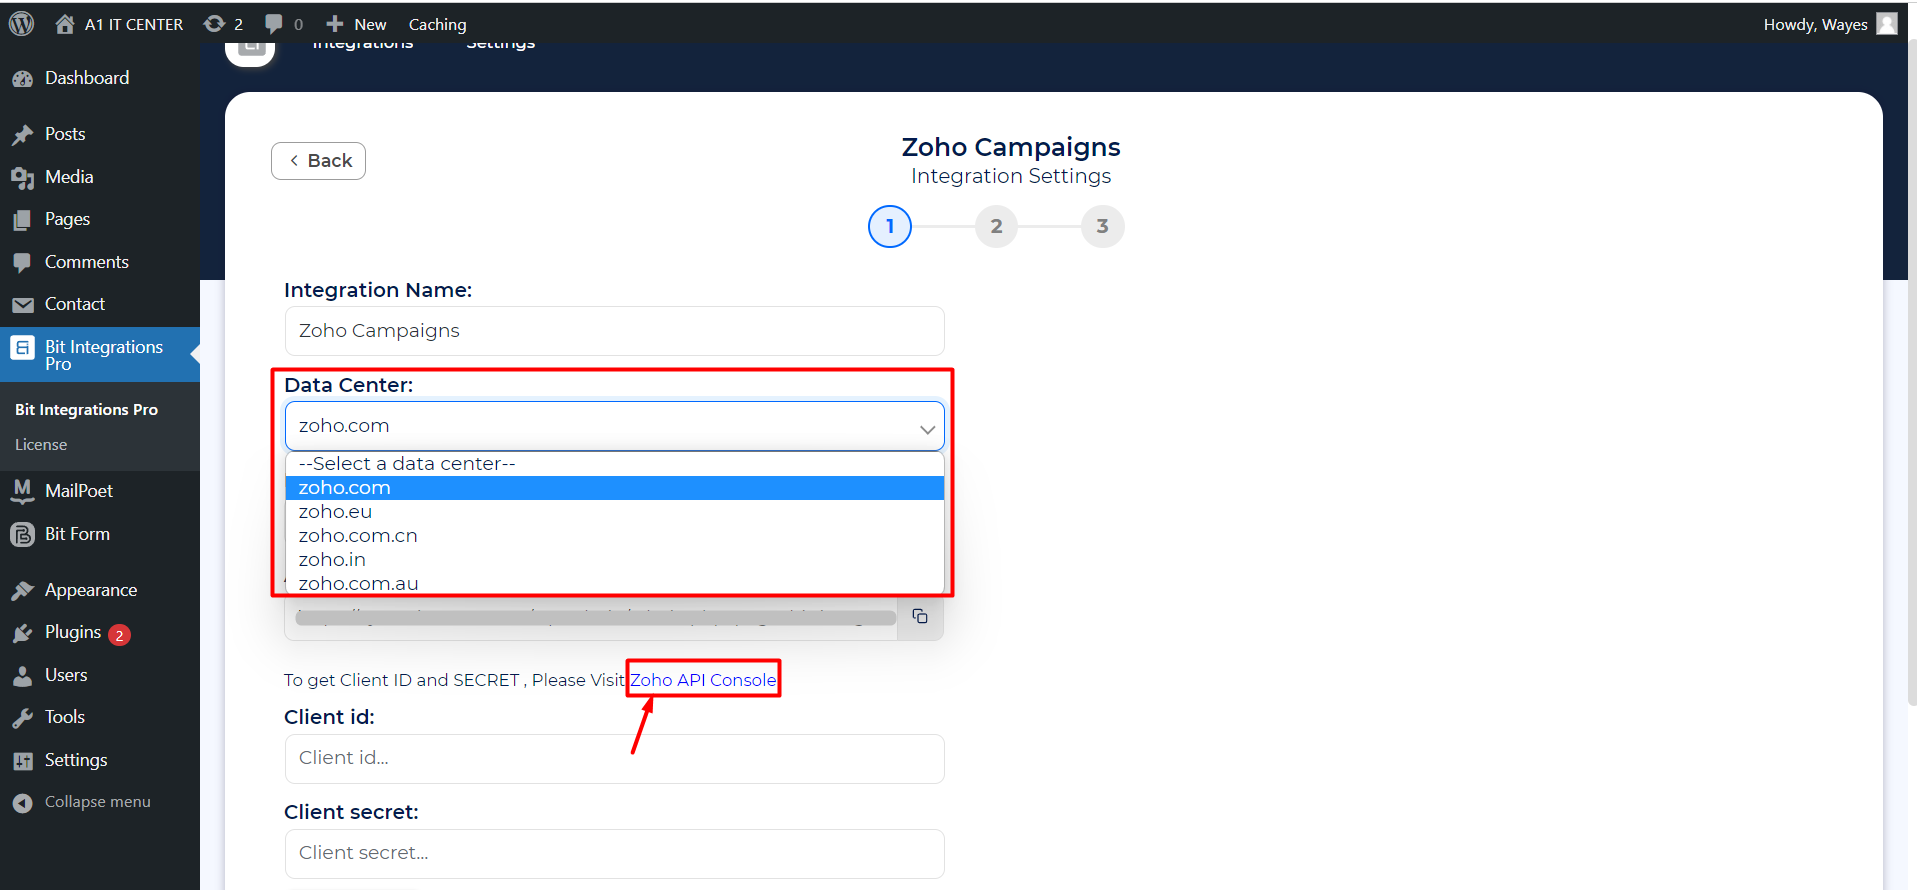 A1 IT CENTER 2 0 New Caching Howdy, Wayes
Integrations Settings
Dashboard
Posts
Media
Pages
Comments
Contact
Bit Integrations
Pro
Bit Integrations Pro
License
MailPoet
Bit Form
Appearance
Plugins 2
Users
Tools
Settings
Collapse menu
Back
Zoho Campaigns
Integration Settings
1 2 3
Integration Name:
Zoho Campaigns
Data Center:
zoho.com
--Select a data center--
zoho.com
zoho.eu
zoho.com.cn
zoho.in
zoho.com.au
To get Client ID and SECRET , Please Visit Zoho API Console
Client id:
Client id...
Client secret:
Client secret...